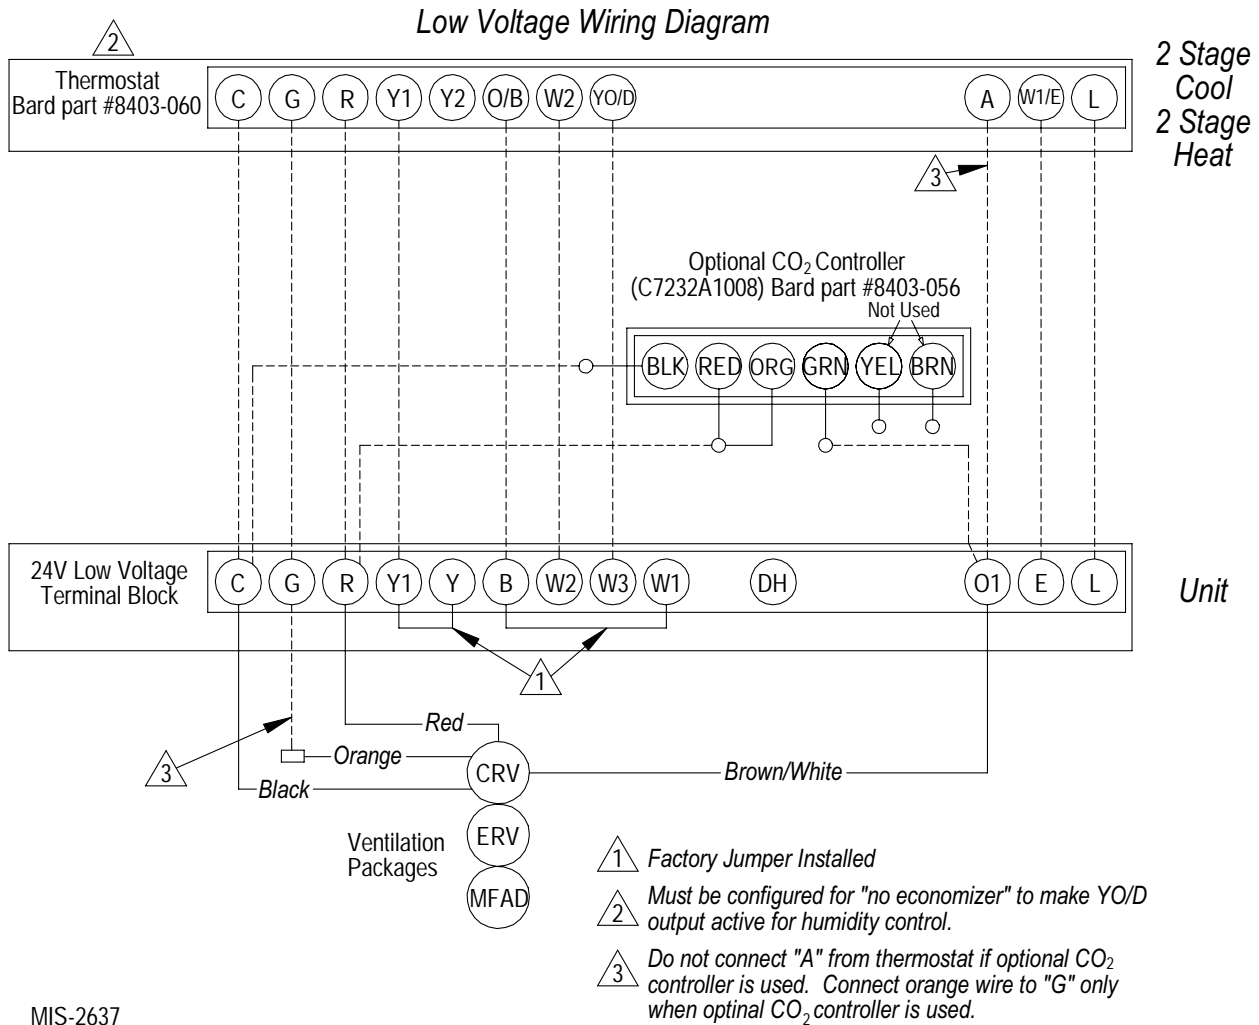 Low Voltage Wiring Diagram
2
2 Stage
Cool
2 Stage
Heat
Thermostat
Bard part #8403-060
C G R Y1 Y2 O/B W2 YO/D A W1/E L
3
Optional CO2 Controller
(C7232A1008) Bard part #8403-056
Not Used
BLK RED ORG GRN YEL BRN
24V Low Voltage
Terminal Block
C G R Y1 Y B W2 W3 W1 DH O1 E L
Unit
1
Red
3
Orange
CRV
Brown/White
Black
Ventilation
Packages
ERV
MFAD
1 Factory Jumper Installed
2 Must be configured for "no economizer" to make YO/D
output active for humidity control.
3 Do not connect "A" from thermostat if optional CO2
controller is used. Connect orange wire to "G" only
when optinal CO2 controller is used.
MIS-2637